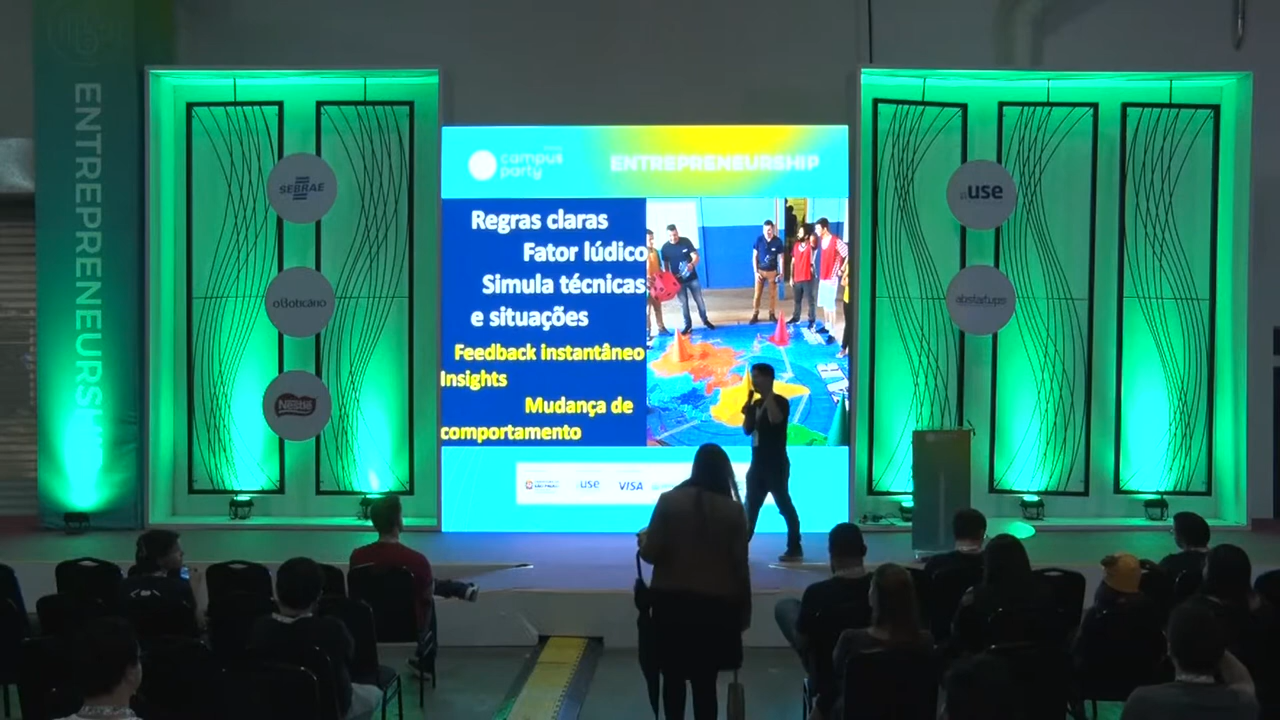 ENTREPRENEURSHIP
SEBRAE
oBoticário
Nestlé
campus
party
ENTREPRENEURSHIP
Regras claras
Fator lúdico
Simula técnicas
e situações
Feedback instantâneo
Insights
Mudança de
comportamento
use
VISA
use
abstartups